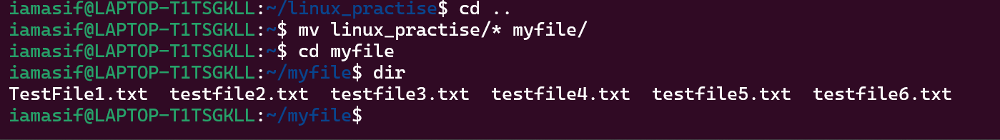 iamasif@LAPTOP-T1TSGKLL:~/linux_practise$ cd ..
iamasif@LAPTOP-T1TSGKLL:~$ mv linux_practise/* myfile/
iamasif@LAPTOP-T1TSGKLL:~$ cd myfile
iamasif@LAPTOP-T1TSGKLL:~/myfile$ dir
TestFile1.txt  testfile2.txt  testfile3.txt  testfile4.txt  testfile5.txt  testfile6.txt
iamasif@LAPTOP-T1TSGKLL:~/myfile$